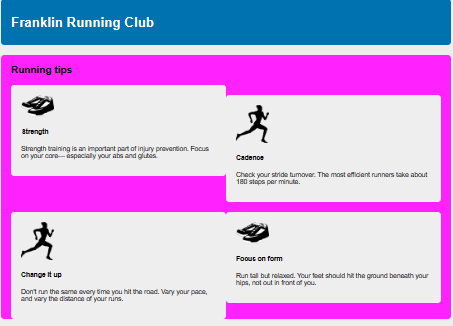 Franklin Running Club
Running tips
Strength
Strength training is an important part of injury prevention. Focus
on your core— especially your abs and glutes.
Cadence
Check your stride turnover. The most efficient runners take about
180 steps per minute.
Change it up
Don't run the same every time you hit the road. Vary your pace,
and vary the distance of your runs.
Focus on form
Run tall but relaxed. Your feet should hit the ground beneath your
hips, not out in front of you.